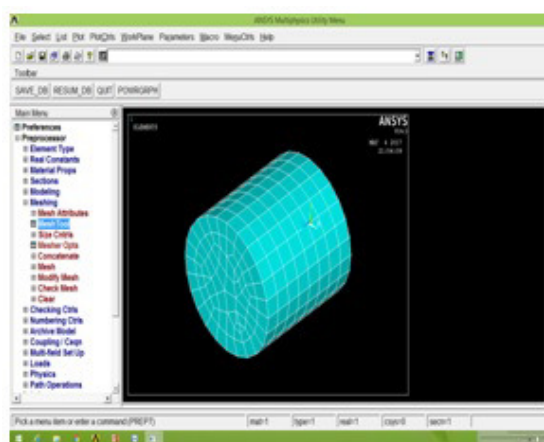 ANSYS Multiphysics Utility Menu
File Select List Plot PlotCtrls WorkPlane Parameters Macro MenuCtrls Help
Toolbar
SAVE_DB RESUM_DB QUIT POWRGRPH
Main Menu
Preferences
Preprocessor
Element Type
Real Constants
Material Props
Sections
Modeling
Meshing
Mesh Attributes
Mesh Tool
Size Cntrls
Mesher Opts
Concatenate
Mesh
Modify Mesh
Check Mesh
Clear
Checking Ctrls
Numbering Ctrls
Archive Model
Coupling / Ceqn
Multi-field Set Up
Loads
Physics
Path Operations
1
ELEMENTS
ANSYS
Pick a menu item or enter a command (PREP7)
mat=1
type=1
real=1
csys=0
secn=1